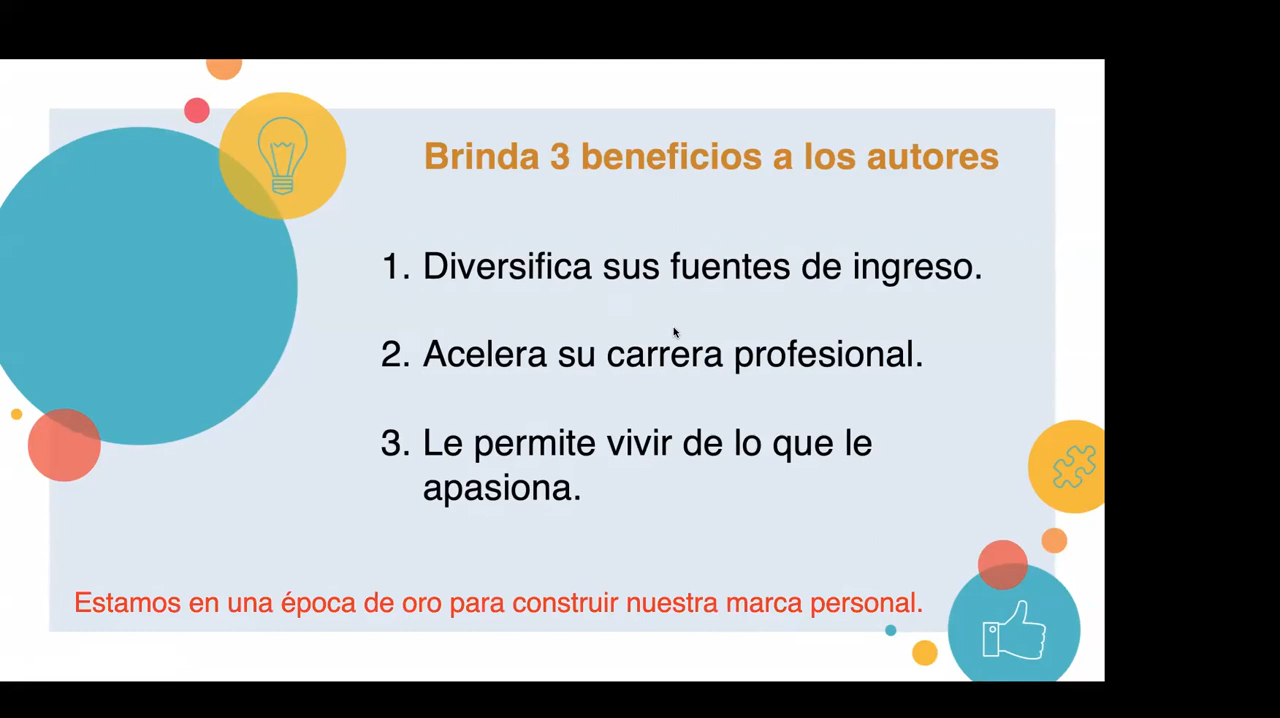 Brinda 3 beneficios a los autores
1. Diversifica sus fuentes de ingreso.
2. Acelera su carrera profesional.
3. Le permite vivir de lo que le
apasiona.
Estamos en una época de oro para construir nuestra marca personal.